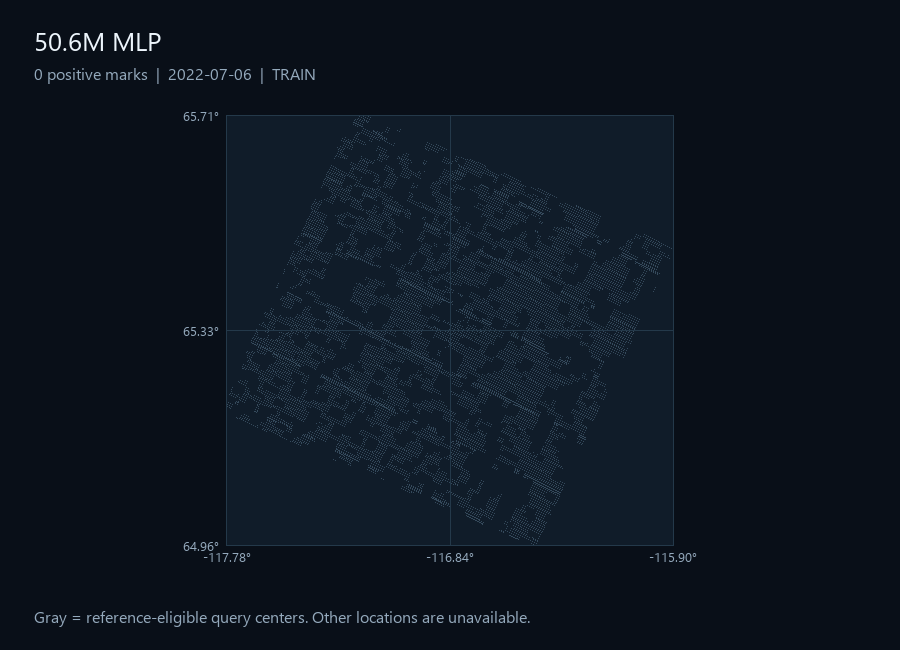 50.6M MLP
0 positive marks | 2022-07-06 | TRAIN
65.71°
65.33°
64.96°
-117.78°
-116.84°
-115.90°
Gray = reference-eligible query centers. Other locations are unavailable.